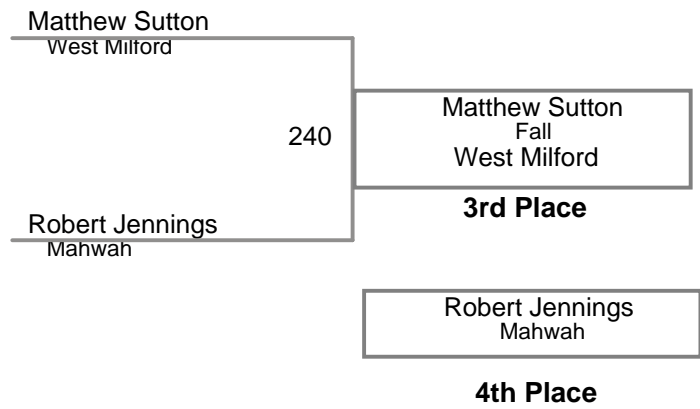 Matthew Sutton
West Milford
240
Matthew Sutton
Fall
West Milford
3rd Place
Robert Jennings
Mahwah
Robert Jennings
Mahwah
4th Place